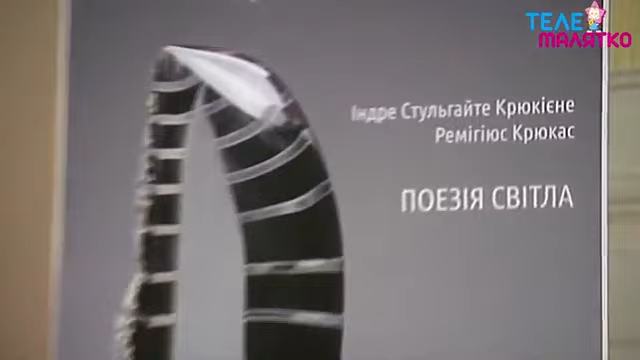 ТЕЛЕ
МАЛЯТКО
Індре Стульгайте Крюкієне
Ремігіюс Крюкас
ПОЕЗІЯ СВІТЛА